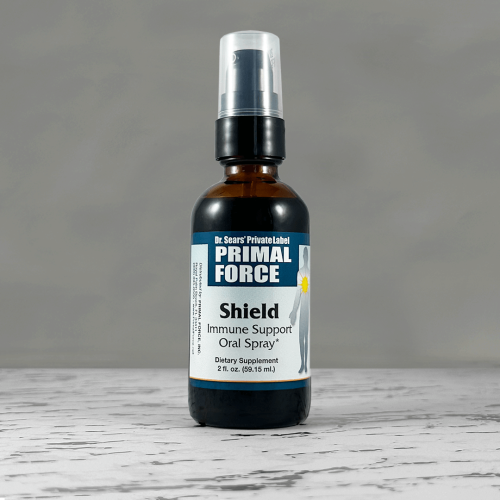 Dr. Sears' Private Label
PRIMAL
FORCE
Shield
Immune Support
Oral Spray*
Dietary Supplement
2 fl. oz. (59.15 ml.)